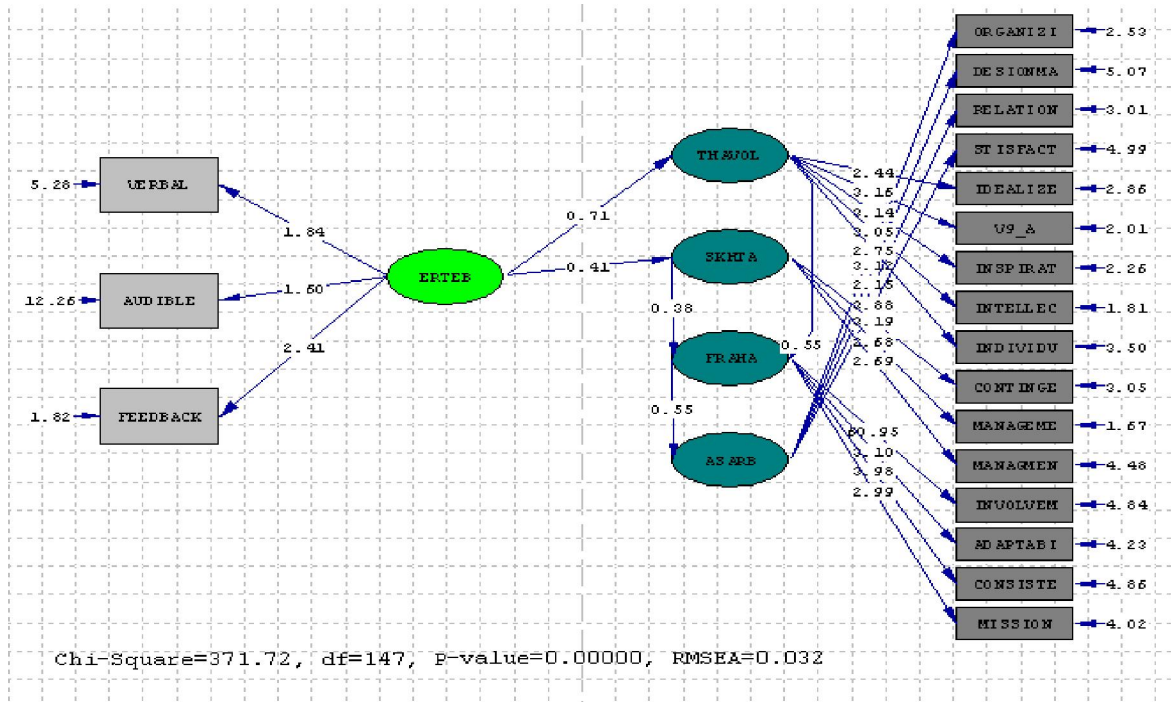 ORGANIZI 2.53
DESIONMA 5.07
RELATION 3.01
STISFACT 4.99
IDEALIZE 2.86
V9_A 2.01
INSPIRAT 2.26
INTELLEC 1.81
INDIVIDU 3.50
CONTINGE 3.05
MANAGEME 1.67
MANAGMEN 4.48
INVOLVEM 4.84
ADAPTABI 4.23
CONSISTE 4.86
MISSION 4.02
5.28 VERBAL
12.26 AUDIBLE
1.82 FEEDBACK
1.84
1.60
2.41
ERTEB
0.71
0.41
THAVOL
SKHTA
0.38
FRAHA
0.55
ASARB
0.55
2.44
3.16
3.14
3.05
2.75
3.12
2.15
2.88
3.19
2.69
3.10
3.98
2.99
Chi-Square=371.72, df=147, P-value=0.00000, RMSEA=0.032